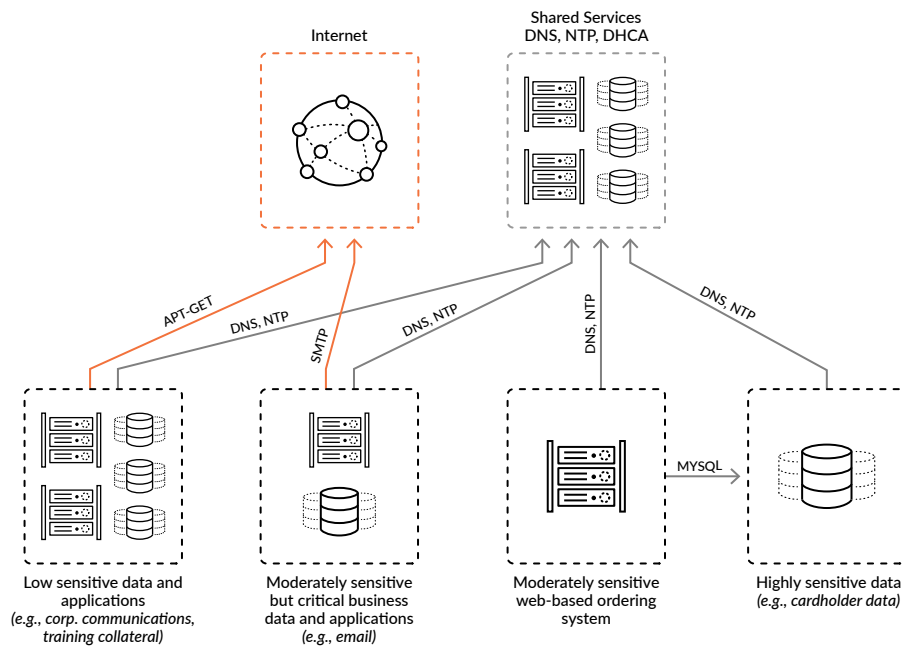 Internet
Shared Services
DNS, NTP, DHCA
APT-GET
DNS, NTP
SMTP
DNS, NTP
DNS, NTP
DNS, NTP
MYSQL
Low sensitive data and
applications
(e.g., corp. communications,
training collateral)
Moderately sensitive
but critical business
data and applications
(e.g., email)
Moderately sensitive
web-based ordering
system
Highly sensitive data
(e.g., cardholder data)